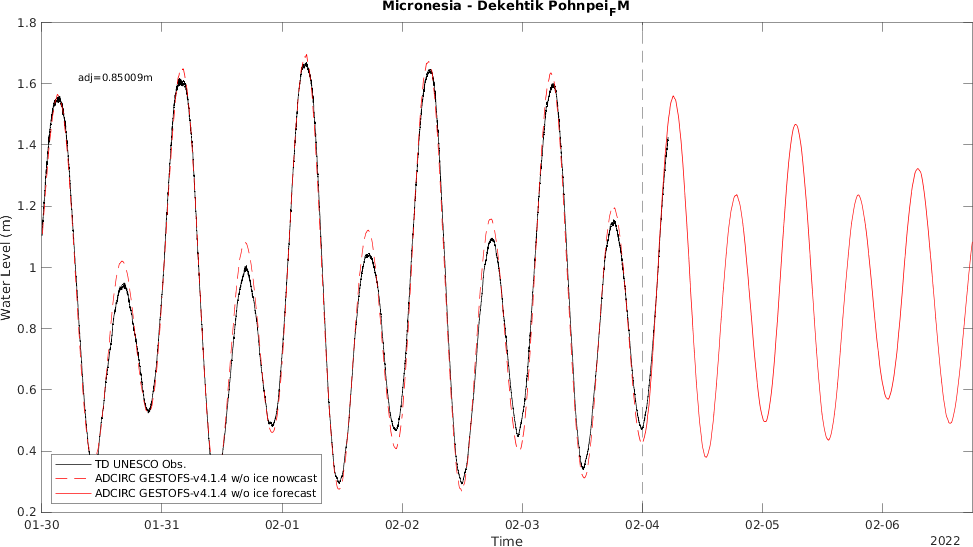 Micronesia - Dekehtik Pohnpei_FM
1.8
1.6
1.4
1.2
1
0.8
0.6
0.4
0.2
Water Level (m)
adj=0.85009m
TD UNESCO Obs.
ADCIRC GESTOFS-v4.1.4 w/o ice nowcast
ADCIRC GESTOFS-v4.1.4 w/o ice forecast
01-30 01-31 02-01 02-02 02-03 02-04 02-05 02-06
Time
2022